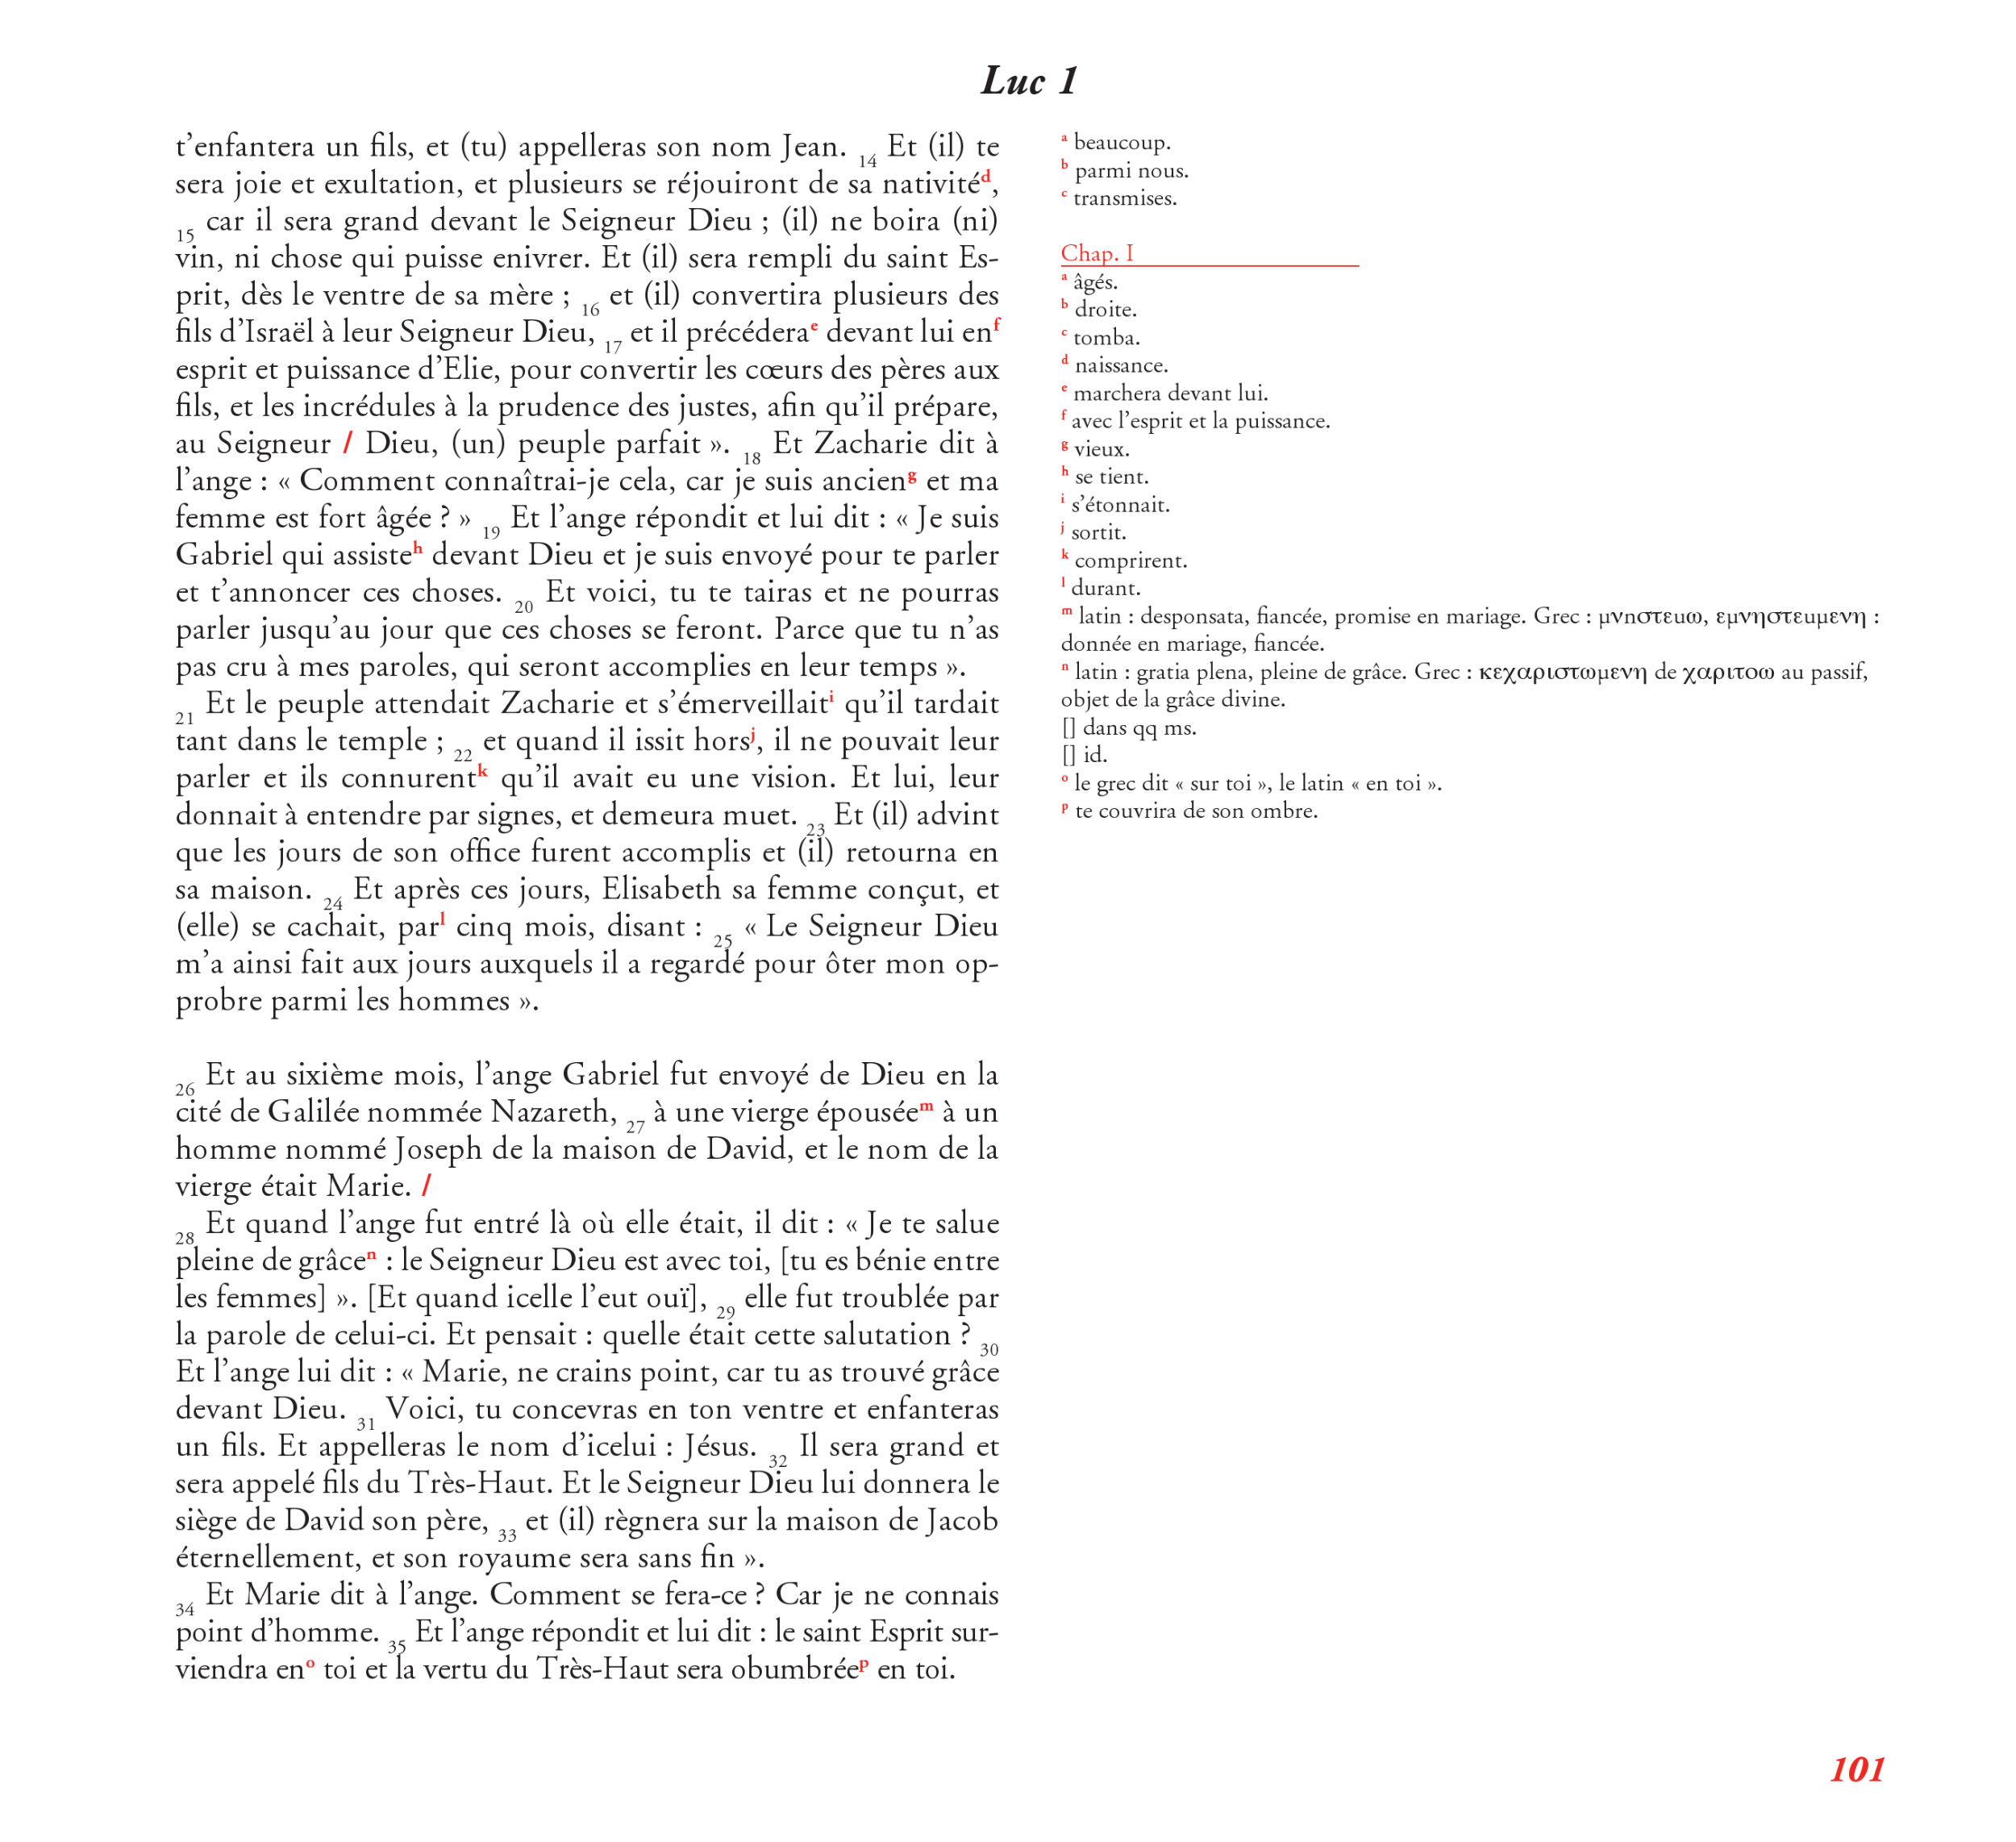 Luc 1
t’enfantera un fils, et (tu) appelleras son nom Jean. 14 Et (il) te
sera joie et exultation, et plusieurs se réjouiront de sa nativitéd,
15 car il sera grand devant le Seigneur Dieu ; (il) ne boira (ni)
vin, ni chose qui puisse enivrer. Et (il) sera rempli du saint Es-
prit, dès le ventre de sa mère ; 16 et (il) convertira plusieurs des
fils d’Israël à leur Seigneur Dieu, 17 et il précéderae devant lui enf
esprit et puissance d’Elie, pour convertir les cœurs des pères aux
fils, et les incrédules à la prudence des justes, afin qu’il prépare,
au Seigneur / Dieu, (un) peuple parfait ». 18 Et Zacharie dit à
l’ange : « Comment connaîtrai-je cela, car je suis ancieng et ma
femme est fort âgée ? » 19 Et l’ange répondit et lui dit : « Je suis
Gabriel qui assisteh devant Dieu et je suis envoyé pour te parler
et t’annoncer ces choses. 20 Et voici, tu te tairas et ne pourras
parler jusqu’au jour que ces choses se feront. Parce que tu n’as
pas cru à mes paroles, qui seront accomplies en leur temps ».
21 Et le peuple attendait Zacharie et s’émerveillaiti qu’il tardait
tant dans le temple ; 22 et quand il issit horsj, il ne pouvait leur
parler et ils connurentk qu’il avait eu une vision. Et lui, leur
donnait à entendre par signes, et demeura muet. 23 Et (il) advint
que les jours de son office furent accomplis et (il) retourna en
sa maison. 24 Et après ces jours, Elisabeth sa femme conçut, et
(elle) se cachait, parl cinq mois, disant : 25 « Le Seigneur Dieu
m’a ainsi fait aux jours auxquels il a regardé pour ôter mon op-
probre parmi les hommes ».
26 Et au sixième mois, l’ange Gabriel fut envoyé de Dieu en la
cité de Galilée nommée Nazareth, 27 à une vierge épouséem à un
homme nommé Joseph de la maison de David, et le nom de la
vierge était Marie. /
28 Et quand l’ange fut entré là où elle était, il dit : « Je te salue
pleine de grâcen : le Seigneur Dieu est avec toi, [tu es bénie entre
les femmes] ». [Et quand icelle l’eut ouï], 29 elle fut troublée par
la parole de celui-ci. Et pensait : quelle était cette salutation ? 30
Et l’ange lui dit : « Marie, ne crains point, car tu as trouvé grâce
devant Dieu. 31 Voici, tu concevras en ton ventre et enfanteras
un fils. Et appelleras le nom d’icelui : Jésus. 32 Il sera grand et
sera appelé fils du Très-Haut. Et le Seigneur Dieu lui donnera le
siège de David son père, 33 et (il) règnera sur la maison de Jacob
éternellement, et son royaume sera sans fin ».
34 Et Marie dit à l’ange. Comment se fera-ce ? Car je ne connais
point d’homme. 35 Et l’ange répondit et lui dit : le saint Esprit sur-
viendra eno toi et la vertu du Très-Haut sera obumbréep en toi.
a beaucoup.
b parmi nous.
c transmises.
Chap. I
a âgés.
b droite.
c tomba.
d naissance.
e marchera devant lui.
f avec l’esprit et la puissance.
g vieux.
h se tient.
i s’étonnait.
j sortit.
k comprirent.
l durant.
m latin : desponsata, fiancée, promise en mariage. Grec : μνnστευω, εμνηστευμενη :
donnée en mariage, fiancée.
n latin : gratia plena, pleine de grâce. Grec : κεχαριστωμενη de χαριτοω au passif,
objet de la grâce divine.
[] dans qq ms.
[] id.
o le grec dit « sur toi », le latin « en toi ».
p te couvrira de son ombre.
101